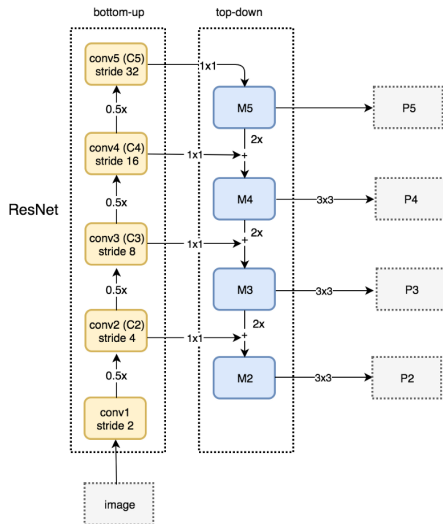 bottom-up
top-down
conv5 (C5)
stride 32
1x1
M5
P5
0.5x
2x
+
conv4 (C4)
stride 16
1x1
M4
3x3
P4
ResNet
0.5x
2x
+
conv3 (C3)
stride 8
1x1
M3
3x3
P3
0.5x
2x
+
conv2 (C2)
stride 4
1x1
M2
3x3
P2
0.5x
conv1
stride 2
image